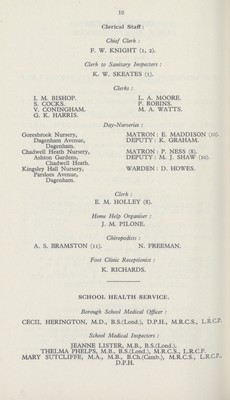 10
Clerical Staff:
Chief Clerk:
F. W. KNIGHT (1, 2).
Clerk to Sanitary Inspectors:
K. W. SKEATES (1).
Clerks:
I. M. BISHOP. L. A. MOORE.
S. COCKS. P. ROBINS.
V. CONINGHAM. M. A. WATTS.
G. K. HARRIS.
Day-Nurseries:
Goresbrook Nursery, MATRON: E. MADDISON (10).
Dagenham Avenue, DEPUTY: K. GRAHAM.
Dagenham.
Chadwell Heath Nursery, MATRON: P. NESS (8).
Ashton Gardens, DEPUTY: M. J. SHAW (10).
Chadwell Heath.
Kingsley Hall Nursery, WARDEN: D. HOWES.
Parsloes Avenue,
Dagenham.
Clerk:
E. M. HOLLEY (8).
Home Help Organiser:
J. M. PILONE.
Chiropodists:
A. S. BRAMSTON (11). N. FREEMAN.
Foot Clinic Receptionist:
K. RICHARDS.
SCHOOL HEALTH SERVICE.
Borough School Medical Officer:
CECIL HERINGTON, M.D., B.S.(Lond.), D.P.H., M.R.C.S., L.R.C.P.
School Medical Inspectors:
JEANNE LISTER, M.B., B.S.(Lond.).
THELMA PHELPS, M.B., B.S.(Lond.), M.R.C.S., L.R.C.P.
MARY SUTCLIFFE, M.A., M.B., B.Ch.(Camb.), M.R.C.S., L.R.C.P.,
D.P.H.